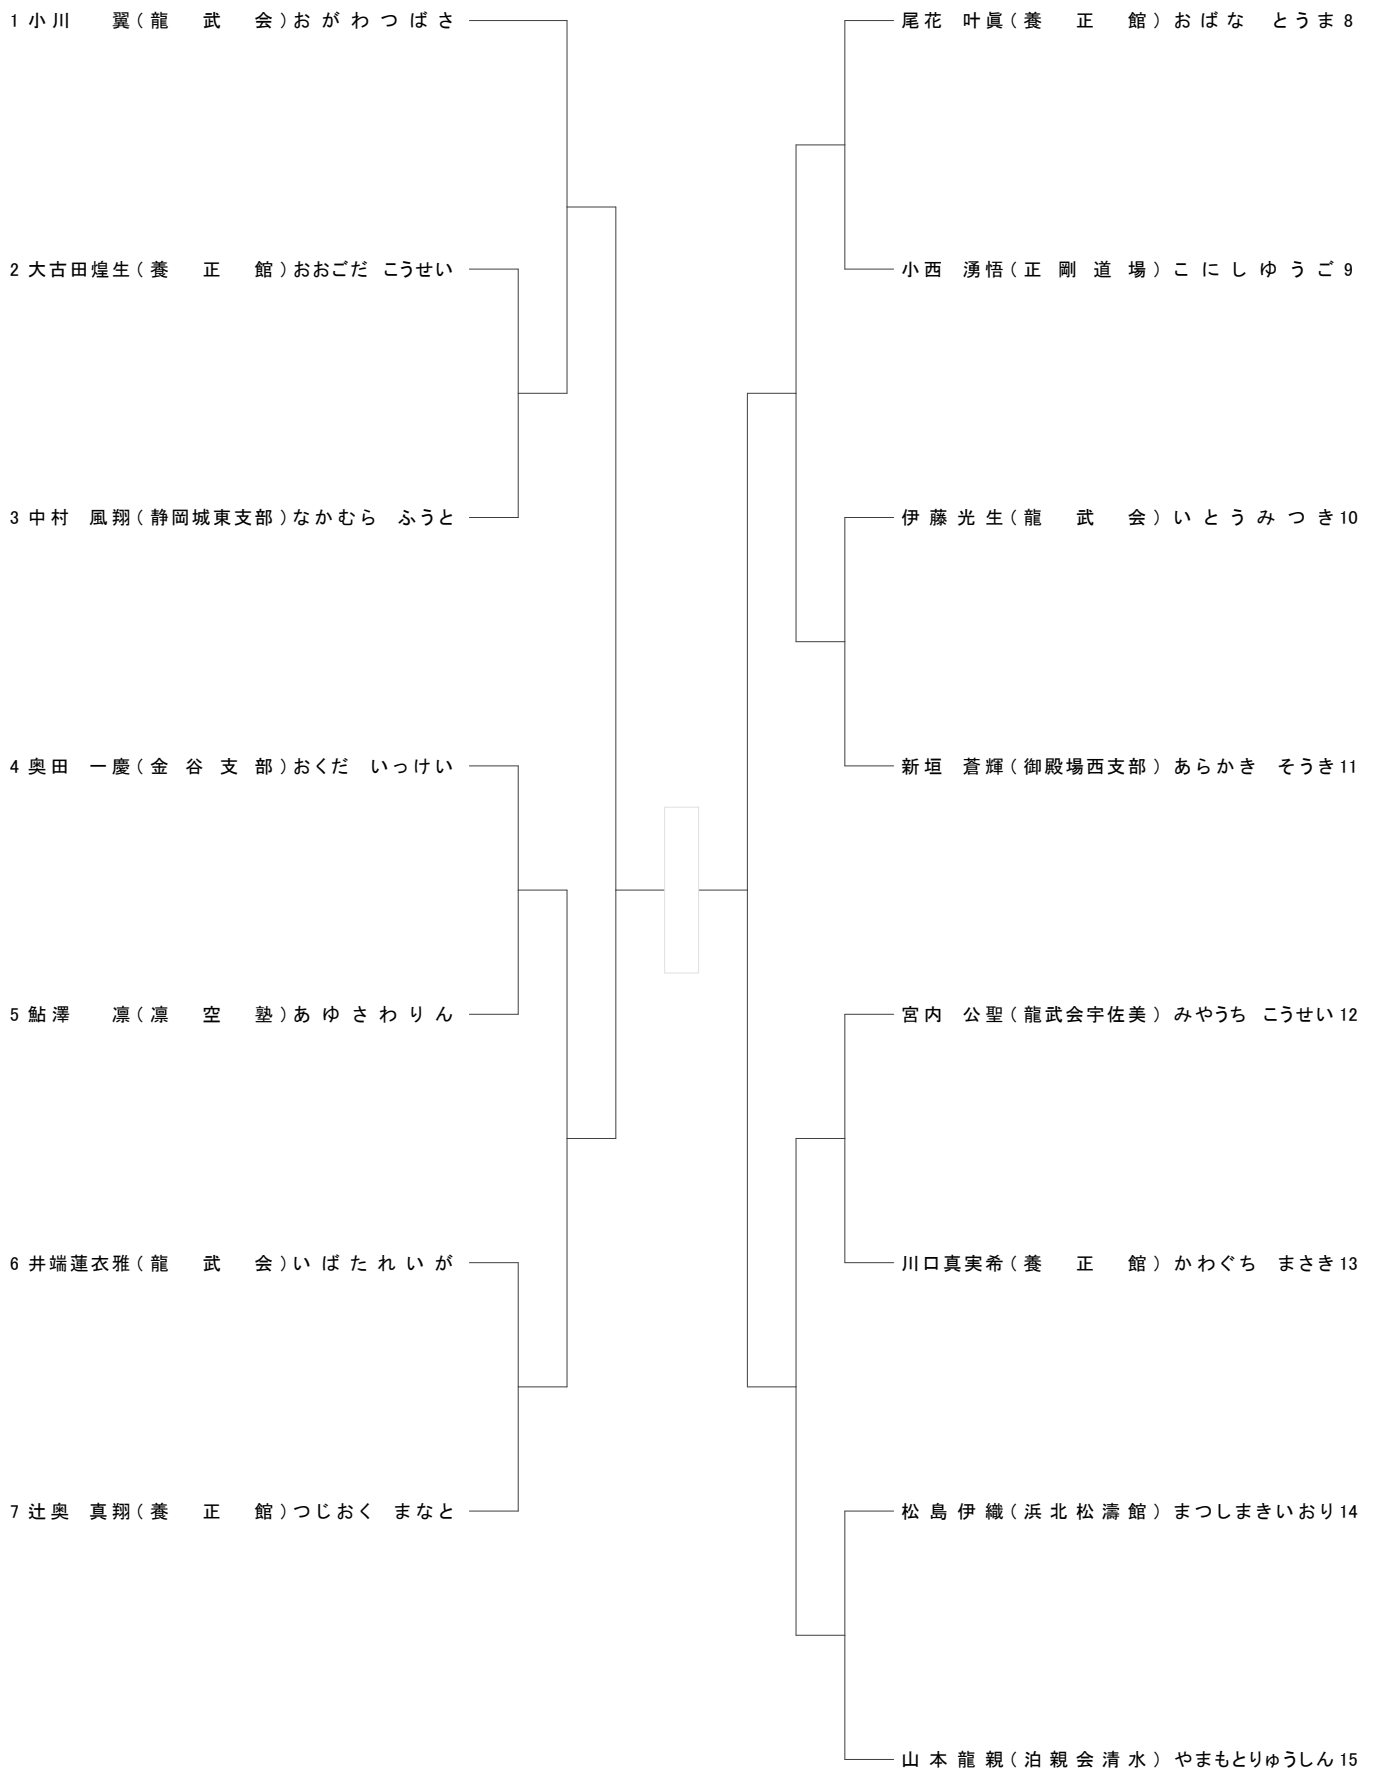 1 小川 翼(龍 武 会)おがわつばさ
2 大古田煌生(養 正 館)おおごだ こうせい
3 中村 風翔(静岡城東支部)なかむら ふうと
4 奥田 一慶(金谷支部)おくだ いっけい
5 鮎澤 凛(凛 空 塾)あゆさわりん
6 井端蓮衣雅(龍 武 会)いばたれいが
7 辻奥 真翔(養 正 館)つじおく まなと
尾花 叶眞(養 正 館)おばな とうま 8
小西 湧悟(正剛道場)こにしゆうご 9
伊藤光生(龍 武 会)いとうみつき 10
新垣 蒼輝(御殿場西支部)あらかき そうき 11
宮内 公聖(龍武会宇佐美)みやうち こうせい 12
川口真実希(養 正 館)かわぐち まさき 13
松島伊織(浜北松濤館)まつしまきいおり 14
山本龍親(泊親会清水)やまもとりゅうしん 15